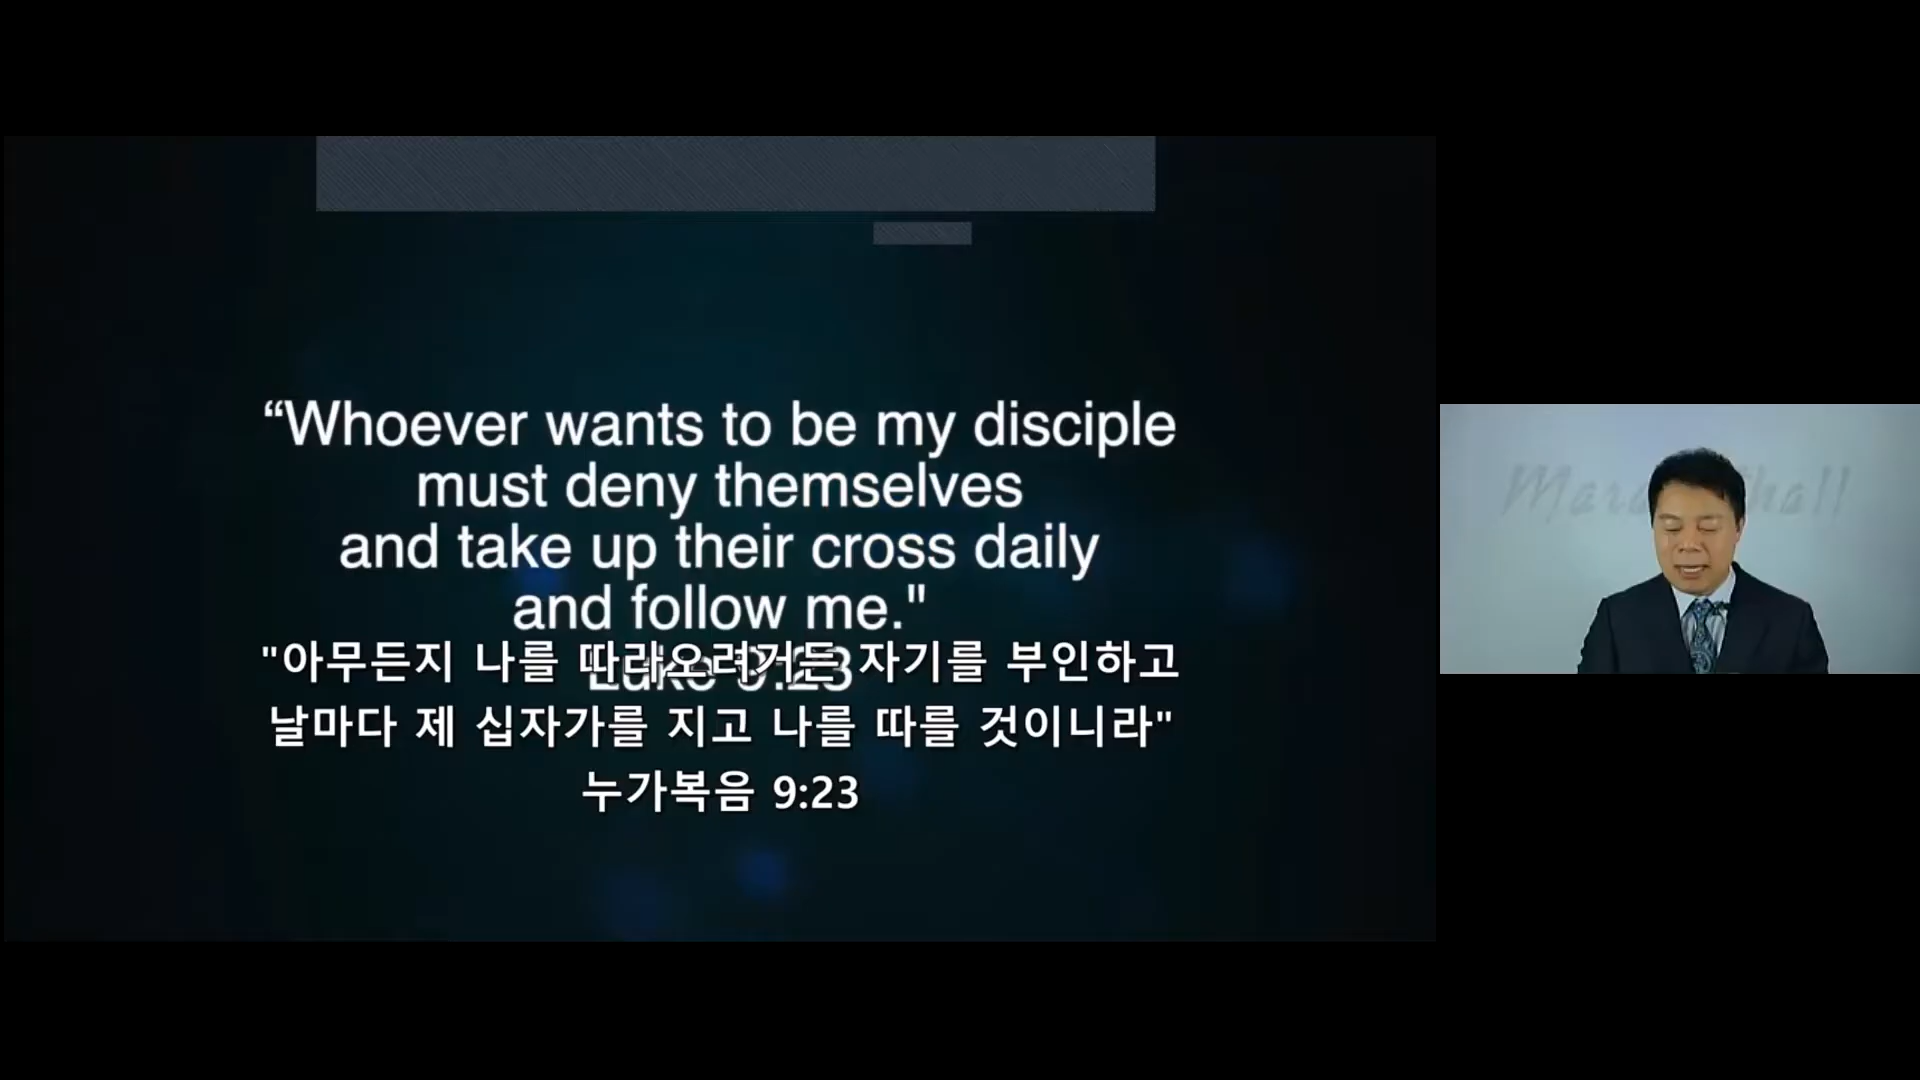 “Whoever wants to be my disciple
must deny themselves
and take up their cross daily
and follow me."
Luke 9:23
"아무든지 나를 따라오려거든 자기를 부인하고
날마다 제 십자가를 지고 나를 따를 것이니라"
누가복음 9:23